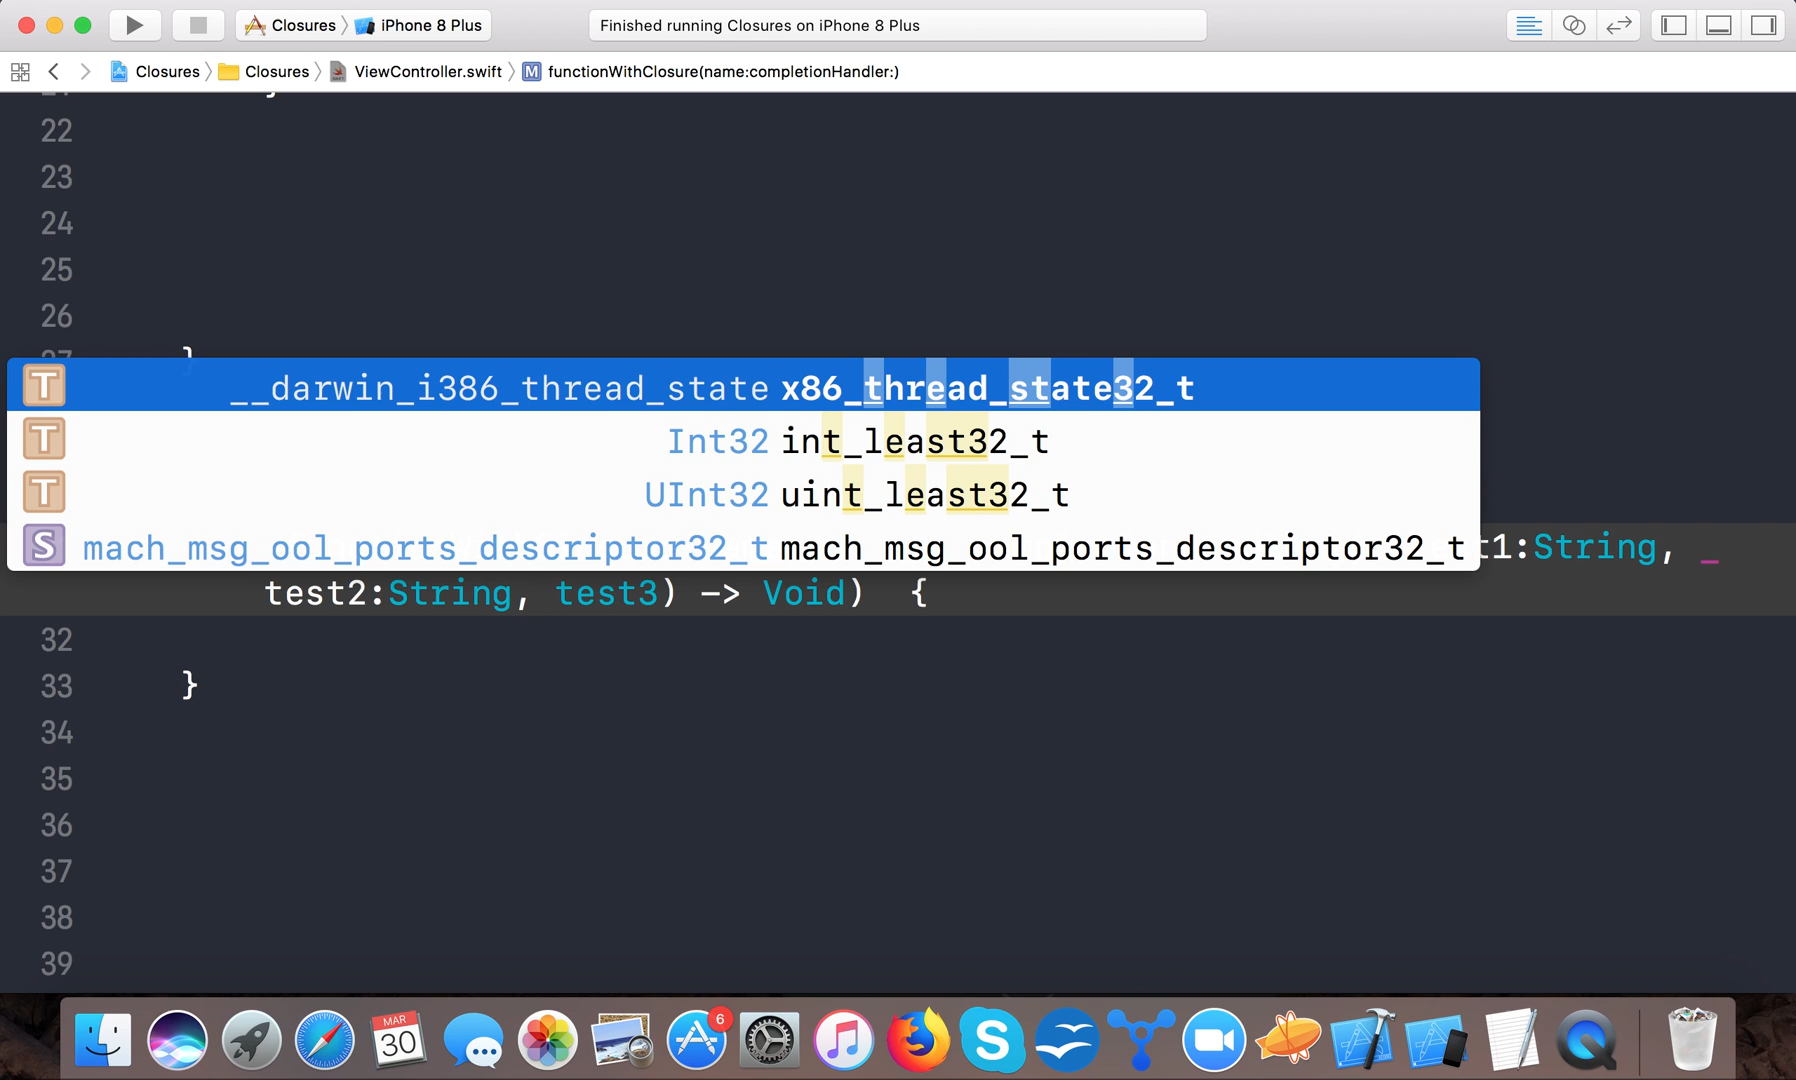 Closures 〉 iPhone 8 Plus
Finished running Closures on iPhone 8 Plus
Closures 〉 Closures 〉 ViewController.swift 〉 M functionWithClosure(name:completionHandler:)
22
23
24
25
26
}
T __darwin_i386_thread_state x86_thread_state32_t
T Int32 int_least32_t
T UInt32 uint_least32_t
S mach_msg_ool_ports_descriptor32_t mach_msg_ool_ports_descriptor32_t t1:String, _
test2:String, test3) -> Void) {
32
33 }
34
35
36
37
38
39
MAR
30
6